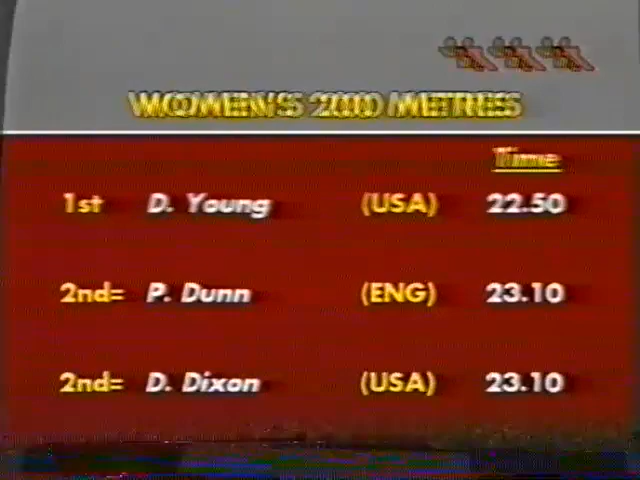 WOMEN'S 200 METRES
Time
1st D. Young (USA) 22.50
2nd= P. Dunn (ENG) 23.10
2nd= D. Dixon (USA) 23.10